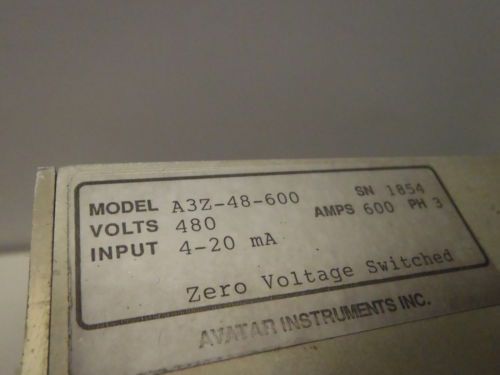 MODEL A3Z-48-600 SN 1854
VOLTS 480 AMPS 600 PH 3
INPUT 4-20 mA
Zero Voltage Switched
AVATAR INSTRUMENTS INC.